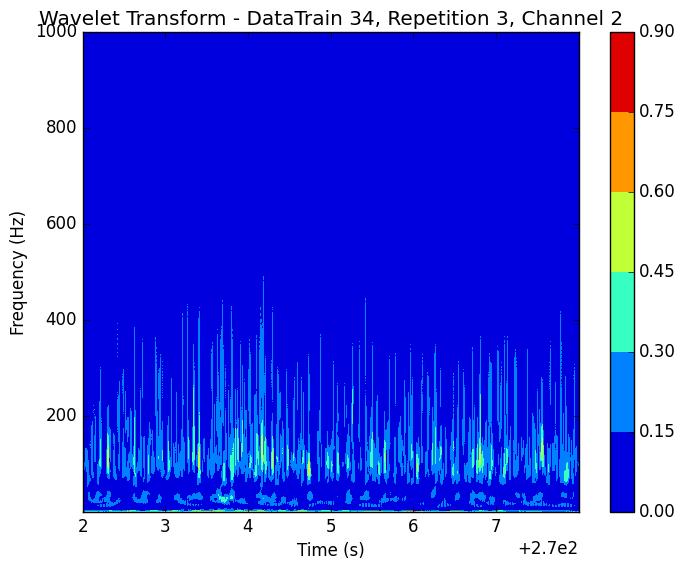 Wavelet Transform - DataTrain 34, Repetition 3, Channel 2
1000
800
600
400
200
Frequency (Hz)
2 3 4 5 6 7
Time (s)
+2.7e2
0.90
0.75
0.60
0.45
0.30
0.15
0.00